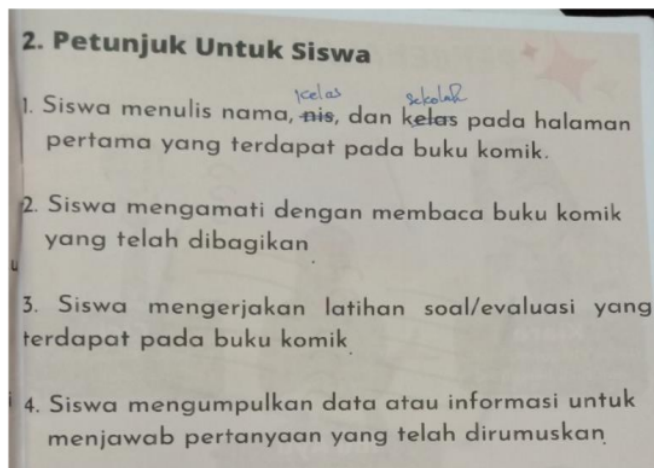 2. Petunjuk Untuk Siswa
kelas sekolah
1. Siswa menulis nama, nis, dan kelas pada halaman
pertama yang terdapat pada buku komik.
2. Siswa mengamati dengan membaca buku komik
yang telah dibagikan
3. Siswa mengerjakan latihan soal/evaluasi yang
terdapat pada buku komik
4. Siswa mengumpulkan data atau informasi untuk
menjawab pertanyaan yang telah dirumuskan